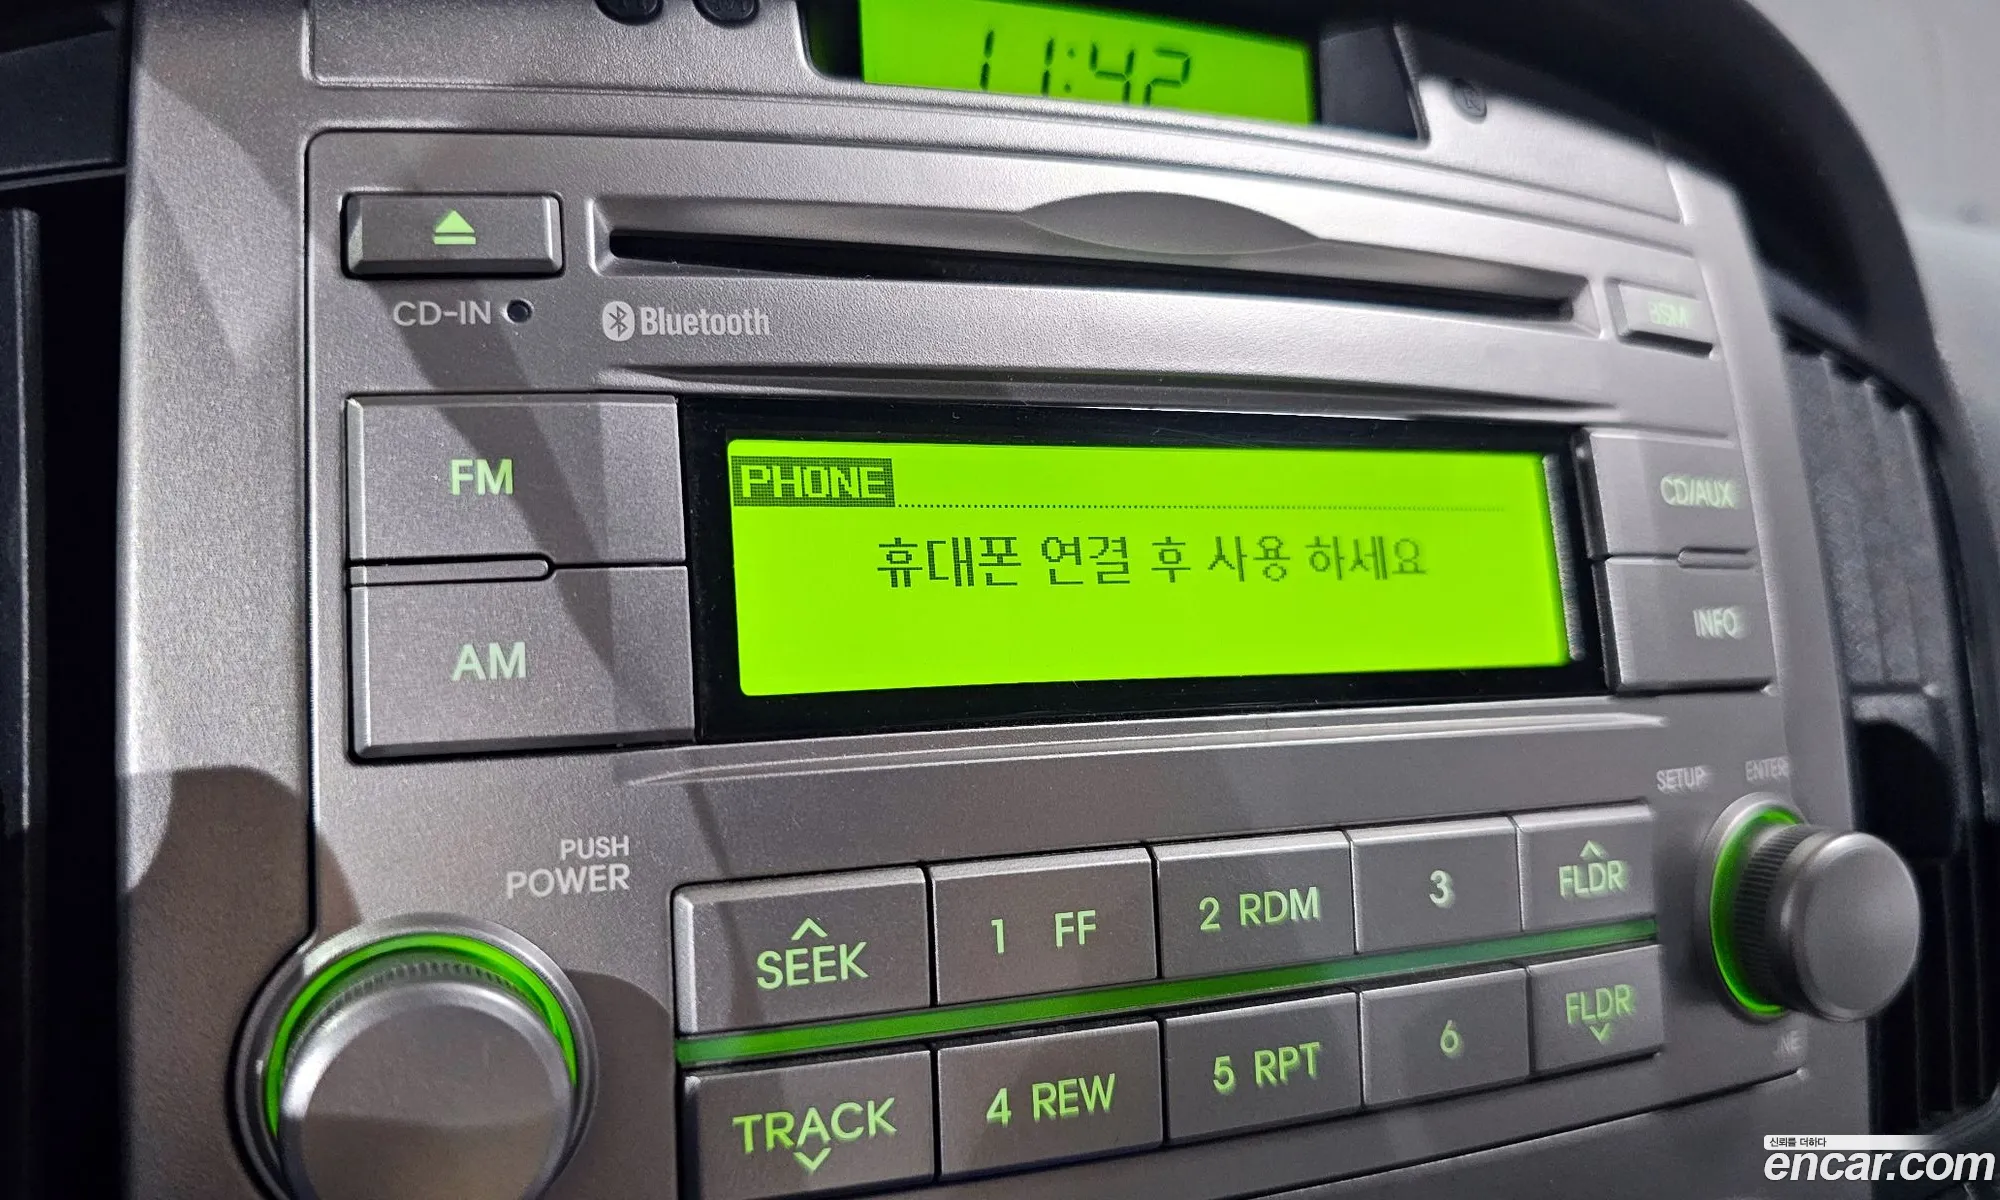 11:42
CD-IN
Bluetooth
BSM
FM
PHONE
휴대폰 연결 후 사용 하세요
CD/AUX
AM
INFO
SETUP
ENTER
PUSH
POWER
SEEK
1 FF
2 RDM
3
FLDR
TRACK
4 REW
5 RPT
6
FLDR
신뢰를 더하다
encar.com